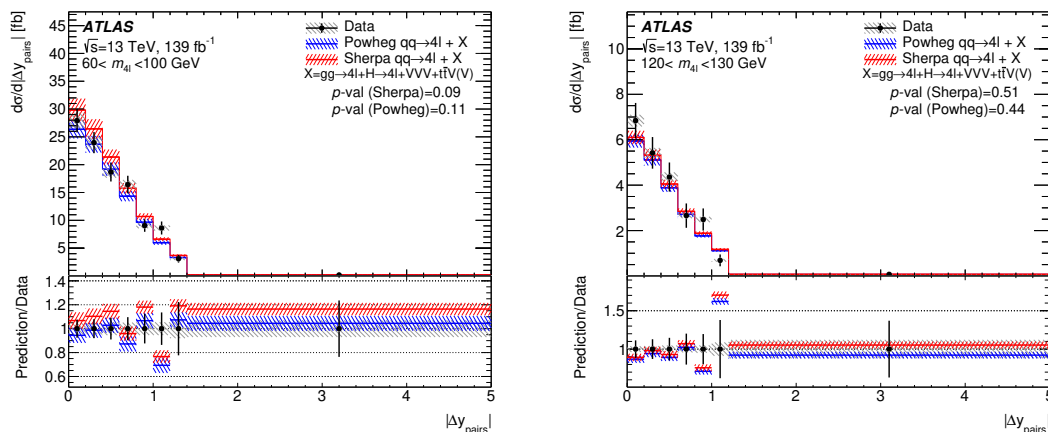 ATLAS
√s=13 TeV, 139 fb⁻¹
60< m4l <100 GeV
Data
Powheg qq→4l + X
Sherpa qq→4l + X
X=gg→4l+H→4l+VVV+tt̄V(V)
p-val (Sherpa)=0.09
p-val (Powheg)=0.11
dσ/d|Δy_pairs| [fb]
45
40
35
30
25
20
15
10
5
Prediction/Data
1.4
1.2
1
0.8
0.6
0 1 2 3 4 5
|Δy_pairs|
ATLAS
√s=13 TeV, 139 fb⁻¹
120< m4l <130 GeV
Data
Powheg qq→4l + X
Sherpa qq→4l + X
X=gg→4l+H→4l+VVV+tt̄V(V)
p-val (Sherpa)=0.51
p-val (Powheg)=0.44
dσ/d|Δy_pairs| [fb]
10
8
6
4
2
Prediction/Data
1.5
1
0 1 2 3 4 5
|Δy_pairs|